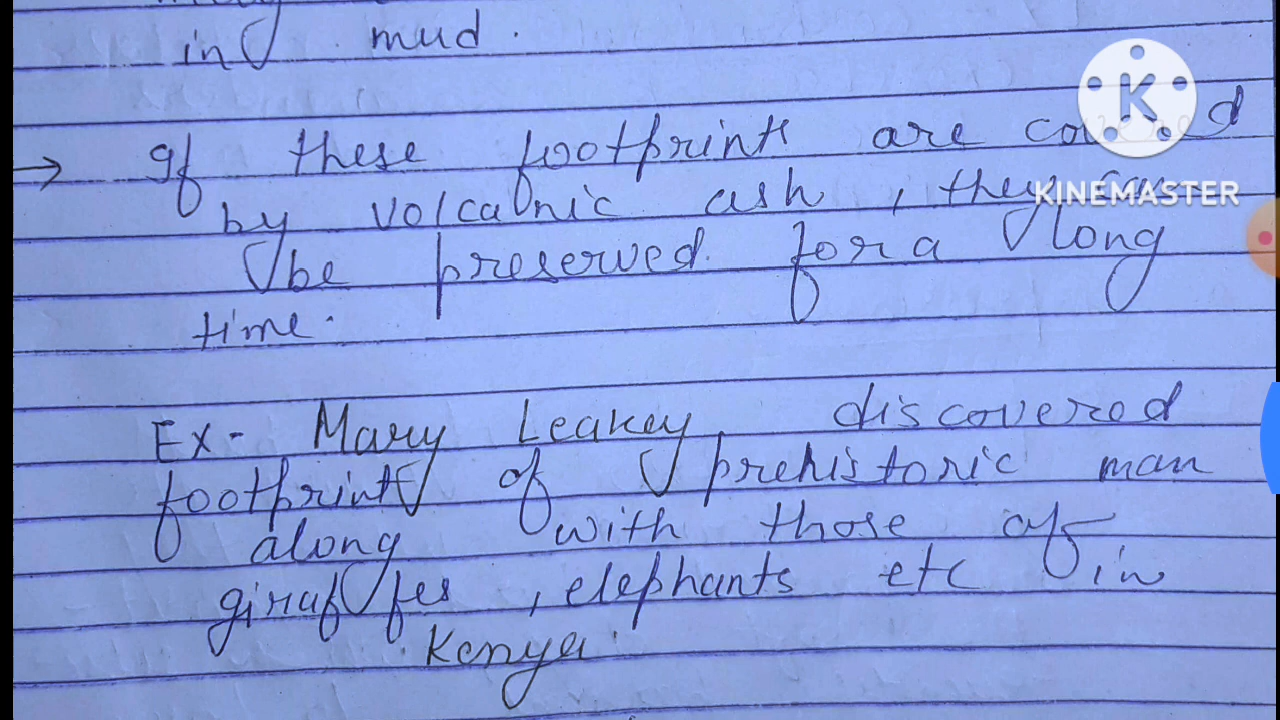 in mud.
→ If these footprints are covered
by volcanic ash, they can
be preserved for a long
time.
Ex- Mary Leakey discovered
footprints of prehistoric man
along with those of
giraffes, elephants etc in
Kenya.
K
KINEMASTER